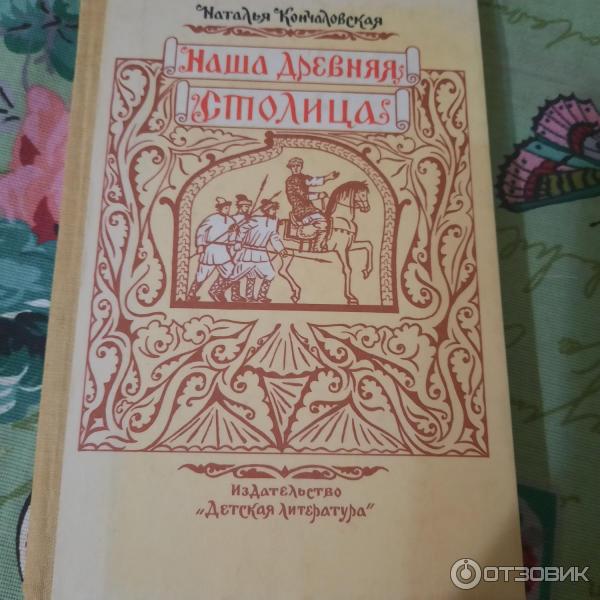 Наталья Кончаловская
Наша древняя
столица
Издательство
„Детская литература"
ОТЗОВИК